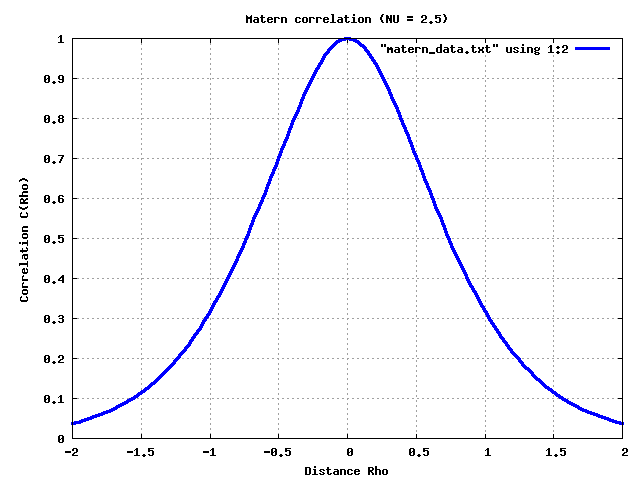 Matern correlation (NU = 2.5)
"matern_data.txt" using 1:2
1
0.9
0.8
0.7
0.6
0.5
0.4
0.3
0.2
0.1
0
Correlation C(Rho)
-2 -1.5 -1 -0.5 0 0.5 1 1.5 2
Distance Rho